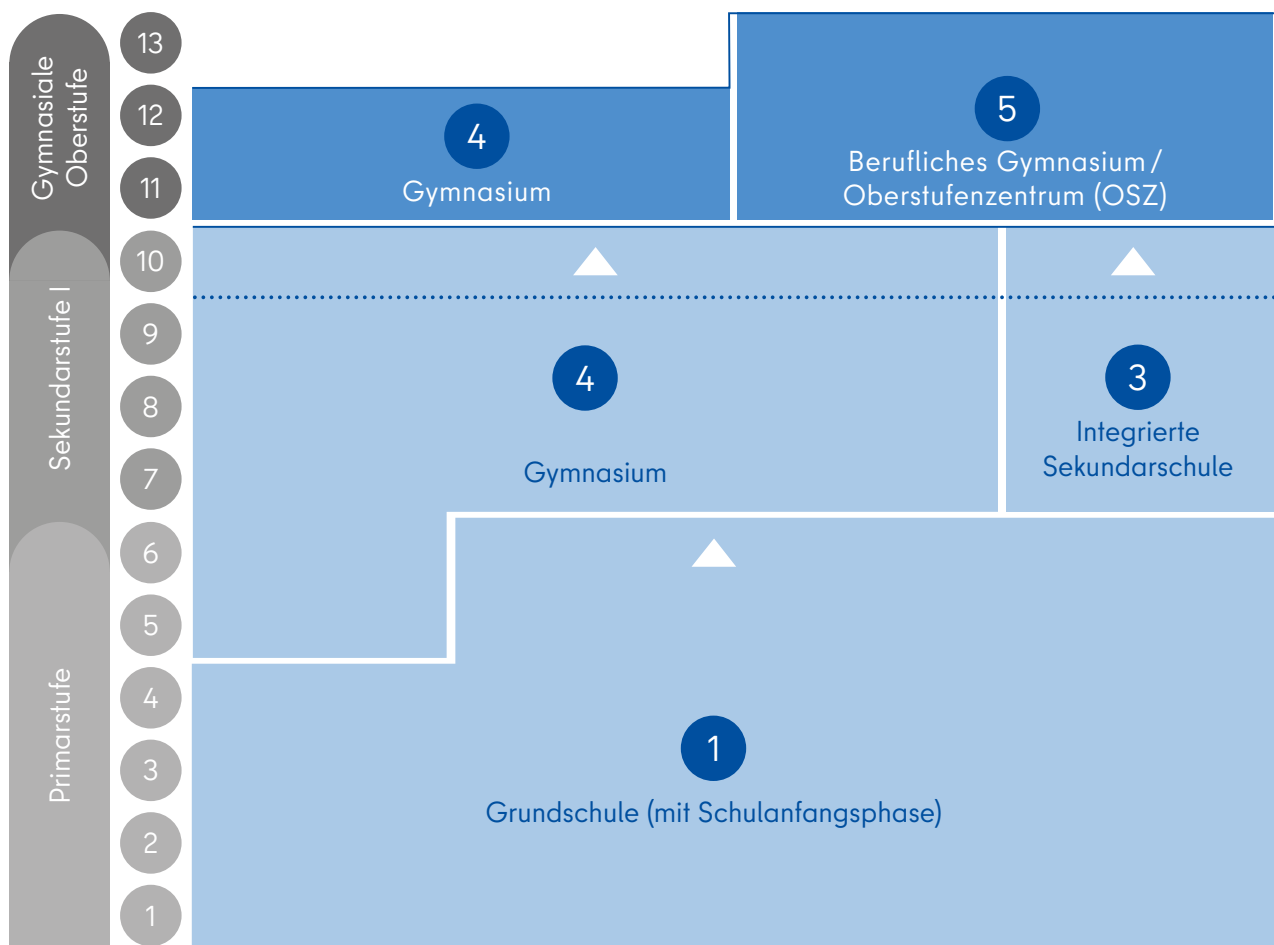 Gymnasiale
Oberstufe
Sekundarstufe I
Primarstufe
13
12
11
10
9
8
7
6
5
4
3
2
1
4
Gymnasium
5
Berufliches Gymnasium /
Oberstufenzentrum (OSZ)
4
Gymnasium
3
Integrierte
Sekundarschule
1
Grundschule (mit Schulanfangsphase)